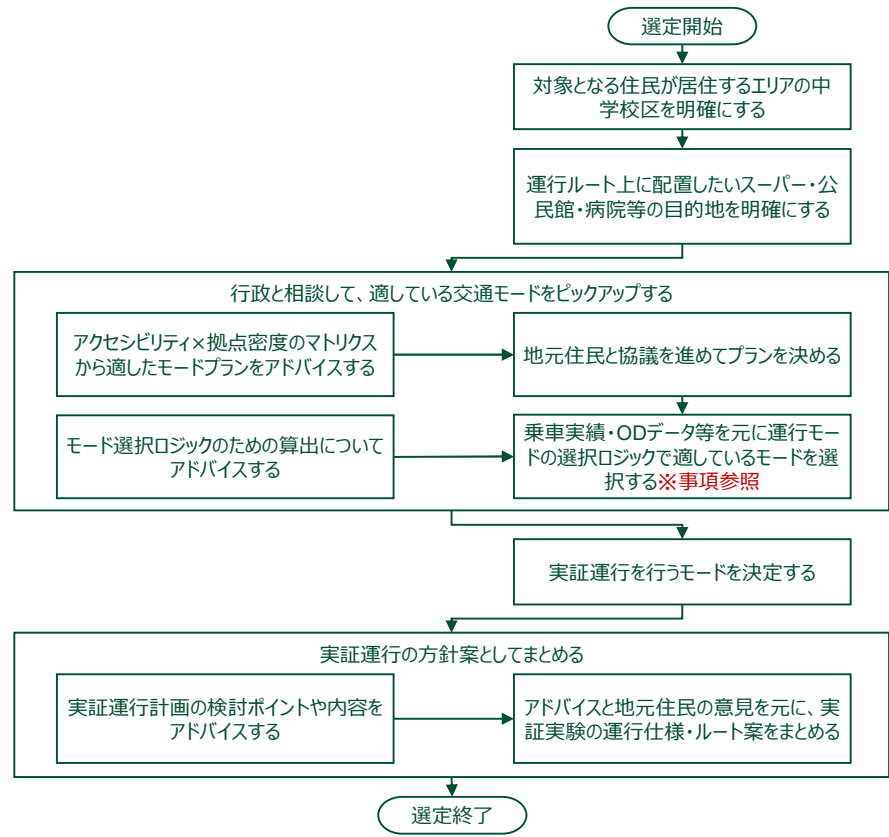 選定開始
対象となる住民が居住するエリアの中
学校区を明確にする
運行ルート上に配置したいスーパー・公
民館・病院等の目的地を明確にする
行政と相談して、適している交通モードをピックアップする
アクセシビリティ×拠点密度のマトリクス
から適したモードプランをアドバイスする
地元住民と協議を進めてプランを決める
モード選択ロジックのための算出について
アドバイスする
乗車実績・ODデータ等を元に運行モー
ドの選択ロジックで適しているモードを選
択する※事項参照
実証運行を行うモードを決定する
実証運行の方針案としてまとめる
実証運行計画の検討ポイントや内容を
アドバイスする
アドバイスと地元住民の意見を元に、実
証実験の運行仕様・ルート案をまとめる
選定終了